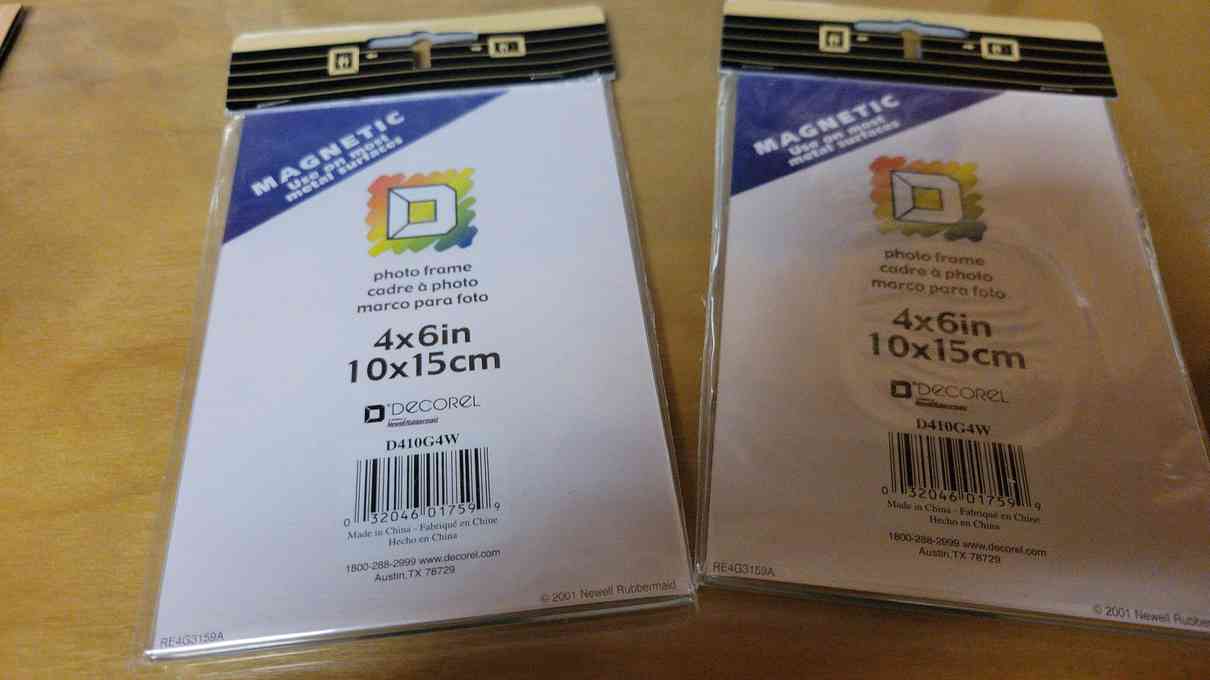 MAGNETIC
Use on most
metal surfaces
photo frame
cadre à photo
marco para foto
4x6in
10x15cm
DECOREL
Newell Rubbermaid
D410G4W
0 32046 01759 9
Made in China - Fabriqué en Chine
Hecho en China
1800-288-2999 www.decorel.com
Austin, TX 78729
© 2001 Newell Rubbermaid
RE4G3159A
MAGNETIC
Use on most
metal surfaces
photo frame
cadre à photo
marco para foto
4x6in
10x15cm
DECOREL
D410G4W
0 32046 01759 9
Made in China - Fabriqué en Chine
Hecho en China
1800-288-2999 www.decorel.com
Austin, TX 78729
RE4G3159A
© 2001 Newell Rubbe